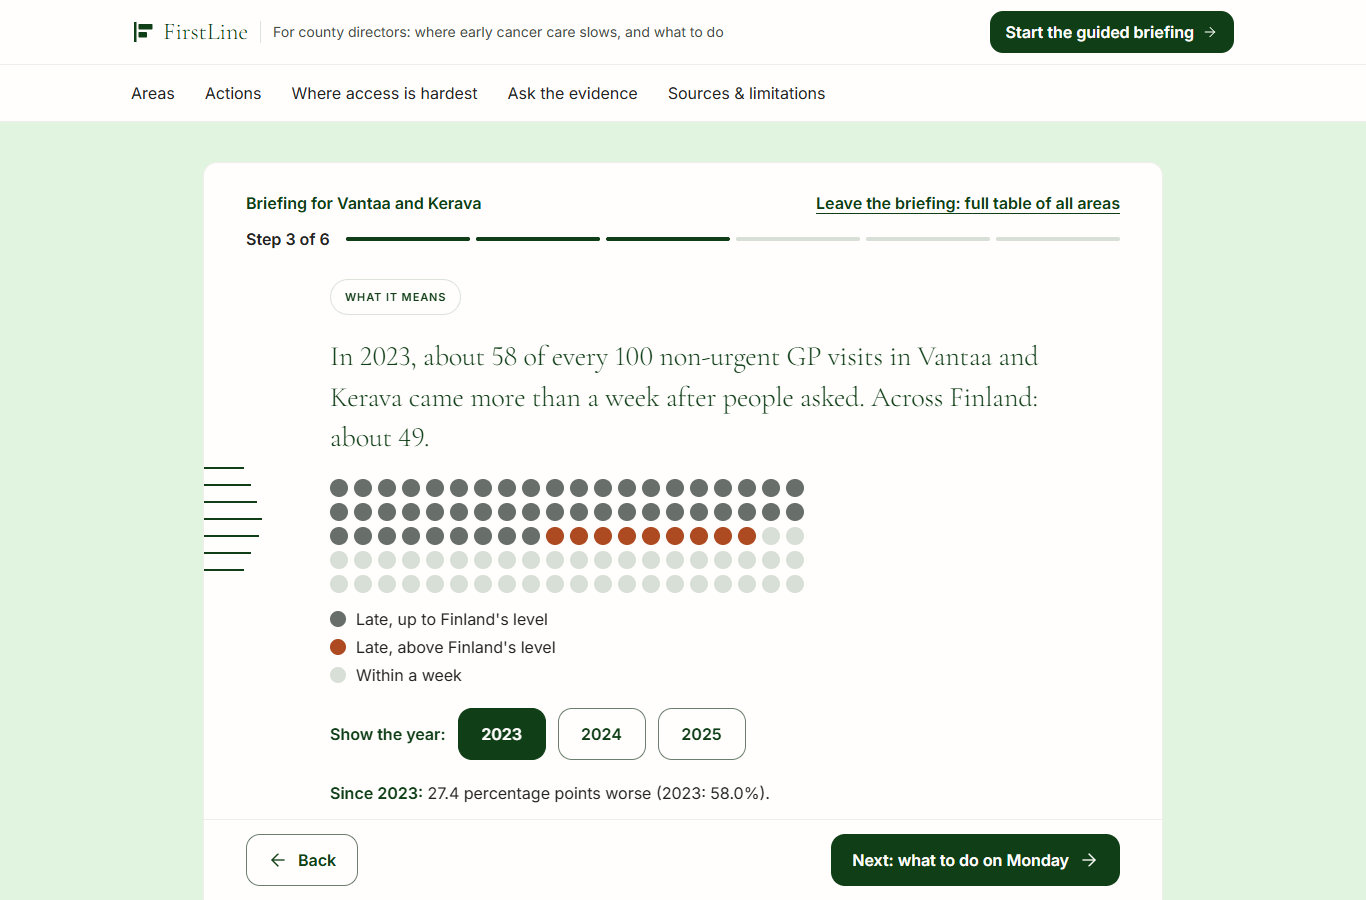 FirstLine
For county directors: where early cancer care slows, and what to do
Start the guided briefing
Areas
Actions
Where access is hardest
Ask the evidence
Sources & limitations
Briefing for Vantaa and Kerava
Leave the briefing: full table of all areas
Step 3 of 6
WHAT IT MEANS
In 2023, about 58 of every 100 non-urgent GP visits in Vantaa and
Kerava came more than a week after people asked. Across Finland:
about 49.
Late, up to Finland's level
Late, above Finland's level
Within a week
Show the year:
2023
2024
2025
Since 2023: 27.4 percentage points worse (2023: 58.0%).
Back
Next: what to do on Monday